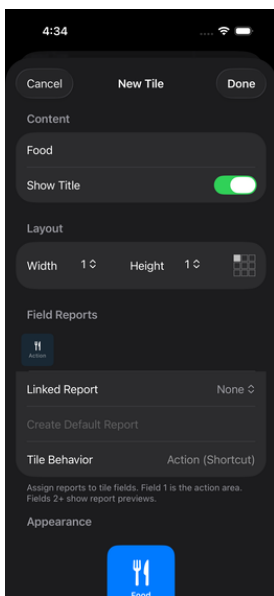 4:34
Cancel New Tile Done
Content
Food
Show Title
Layout
Width 1 Height 1
Field Reports
Action
Linked Report None
Create Default Report
Tile Behavior Action (Shortcut)
Assign reports to tile fields. Field 1 is the action area.
Fields 2+ show report previews.
Appearance
Food